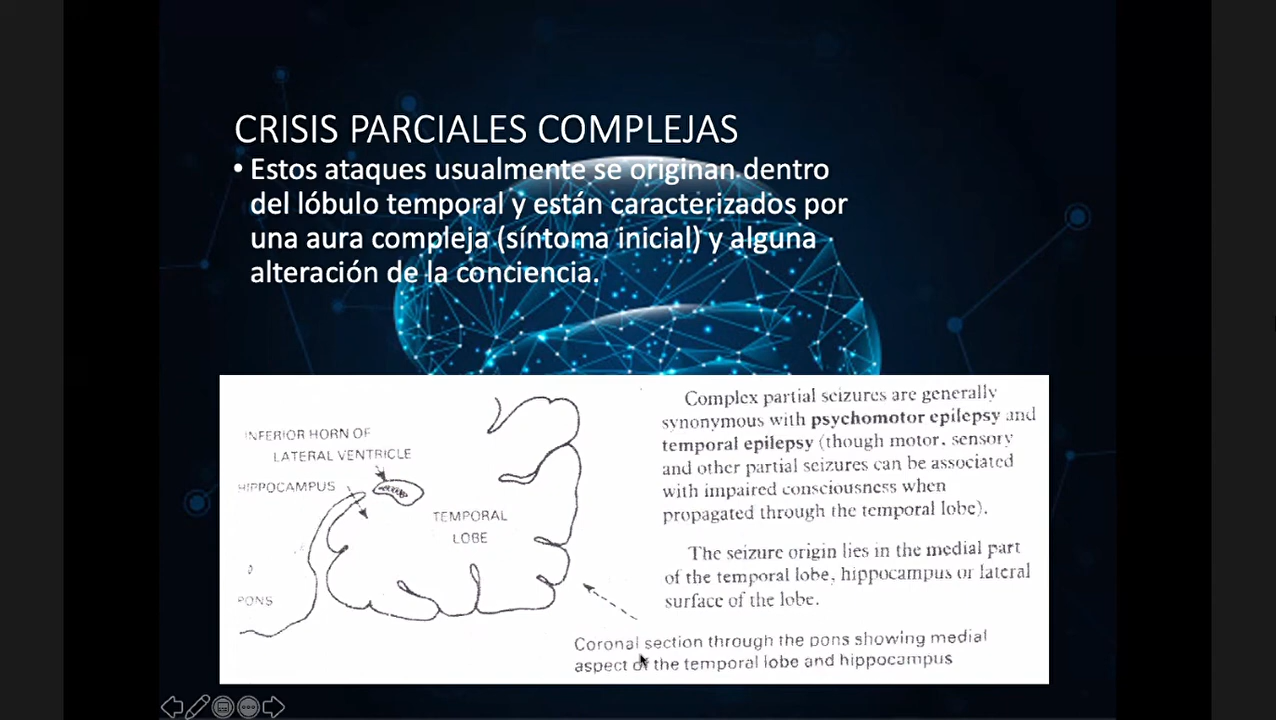 CRISIS PARCIALES COMPLEJAS
• Estos ataques usualmente se originan dentro
del lóbulo temporal y están caracterizados por
una aura compleja (síntoma inicial) y alguna
alteración de la conciencia.
INFERIOR HORN OF
LATERAL VENTRICLE
HIPPOCAMPUS
TEMPORAL
LOBE
PONS
Complex partial seizures are generally
synonymous with psychomotor epilepsy and
temporal epilepsy (though motor, sensory
and other partial seizures can be associated
with impaired consciousness when
propagated through the temporal lobe).
The seizure origin lies in the medial part
of the temporal lobe, hippocampus or lateral
surface of the lobe.
Coronal section through the pons showing medial
aspect of the temporal lobe and hippocampus